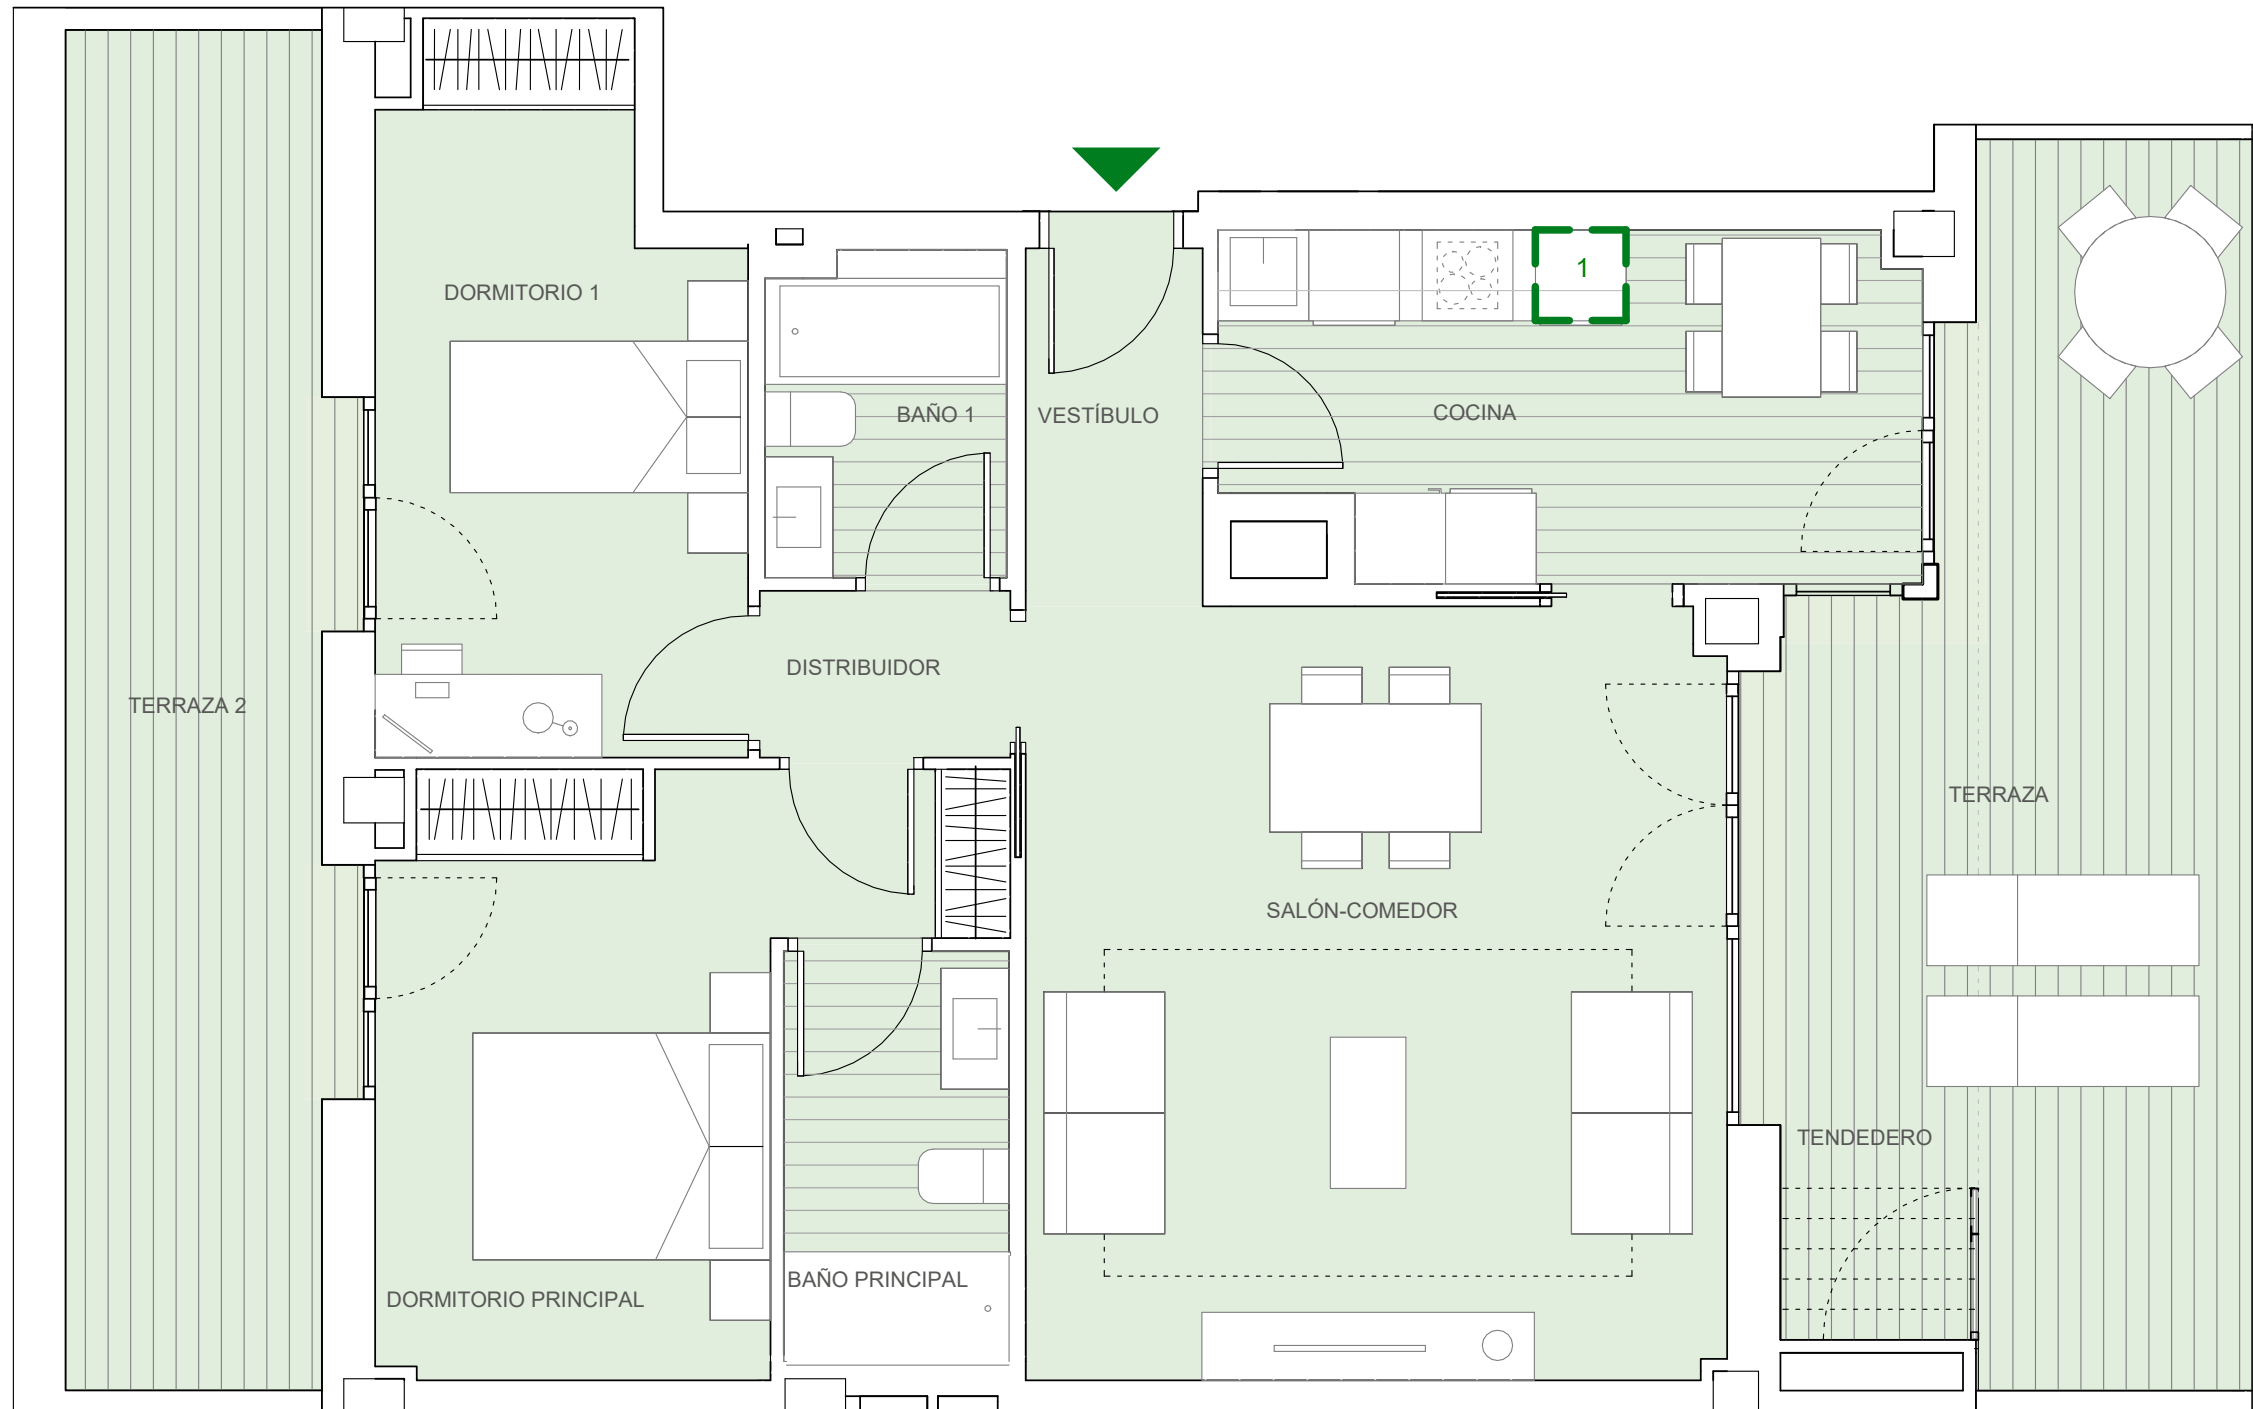 1
DORMITORIO 1
BAÑO 1
VESTÍBULO
COCINA
DISTRIBUIDOR
TERRAZA 2
TERRAZA
SALÓN-COMEDOR
TENDEDERO
BAÑO PRINCIPAL
DORMITORIO PRINCIPAL